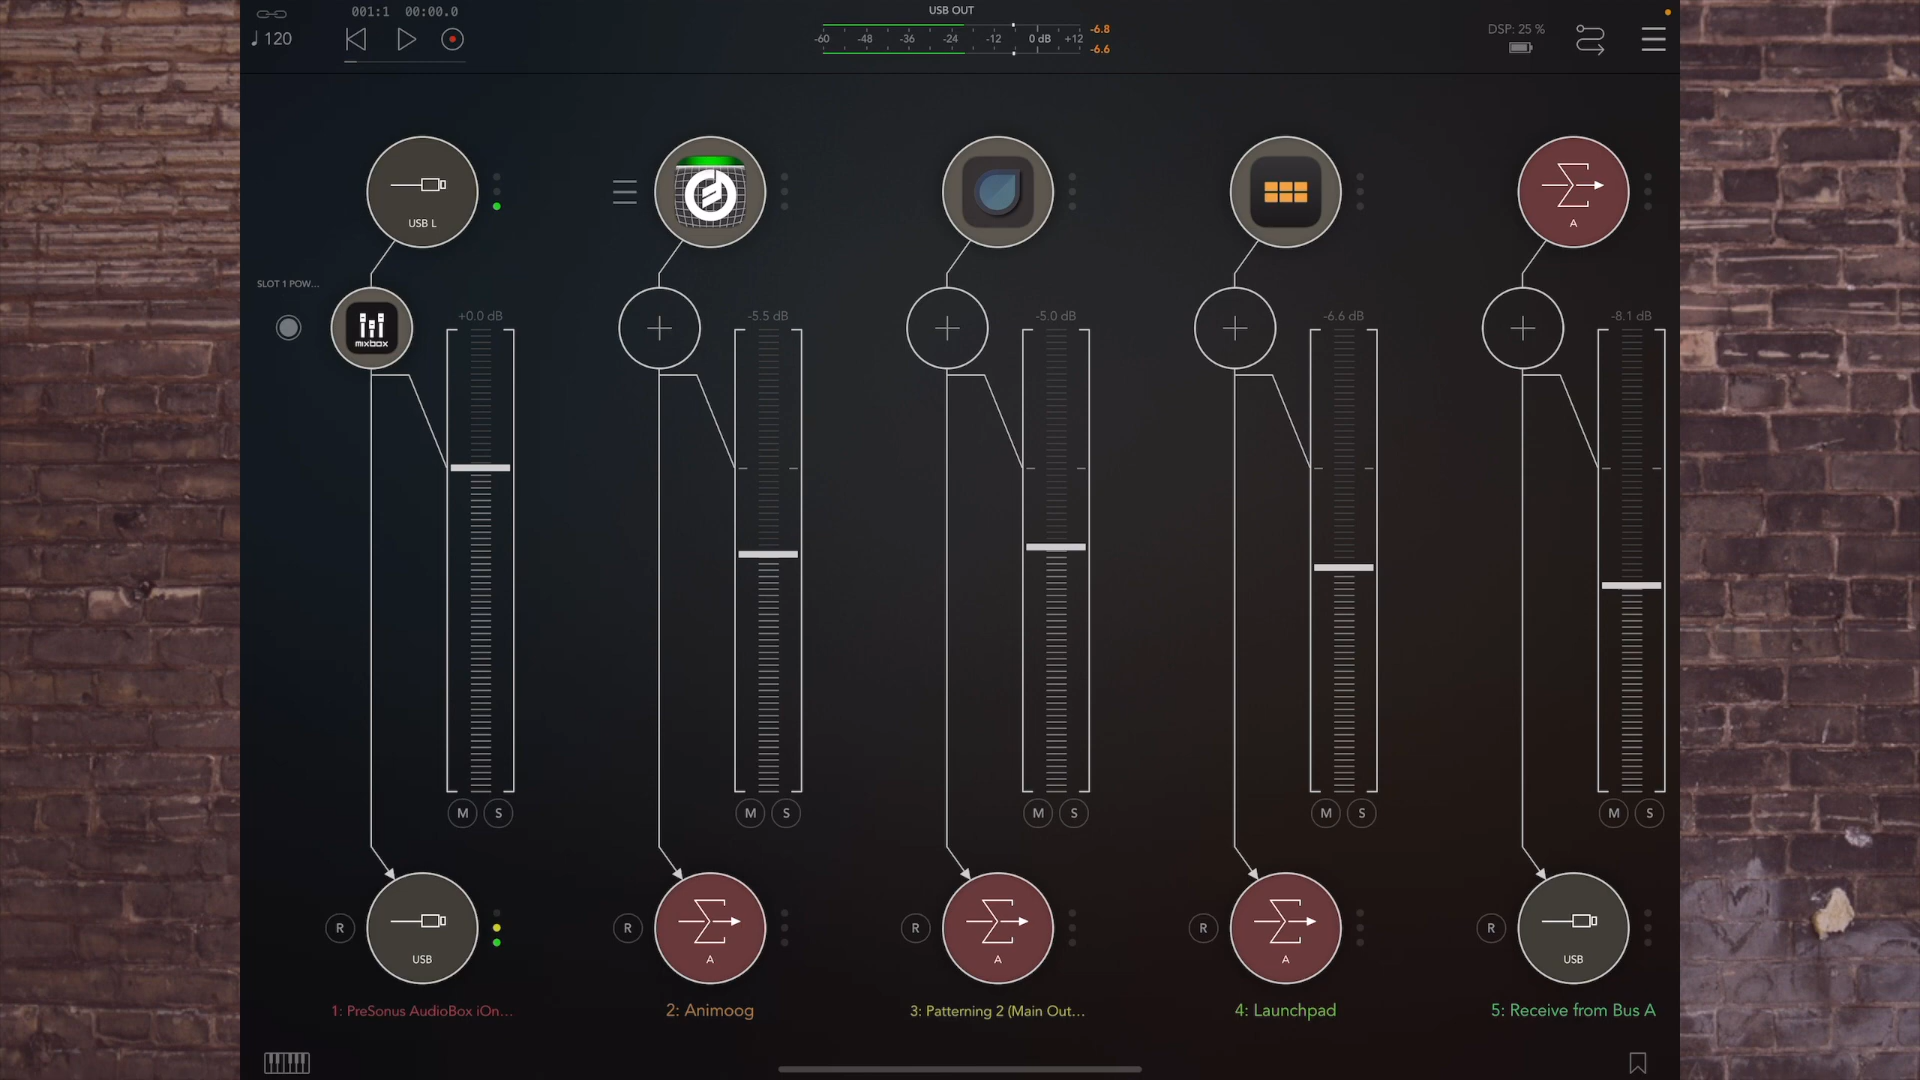 001:1 00:00.0
120
USB OUT
-60 -48 -36 -24 -12 0 dB +12
-6.8
-6.6
DSP: 25 %
USB L
A
SLOT 1 POW...
mixbox
+0.0 dB
-5.5 dB
-5.0 dB
-6.6 dB
-8.1 dB
M S
M S
M S
M S
M S
R
USB
R
A
R
A
R
A
R
USB
1: PreSonus AudioBox iOn...
2: Animoog
3: Patterning 2 (Main Out...
4: Launchpad
5: Receive from Bus A